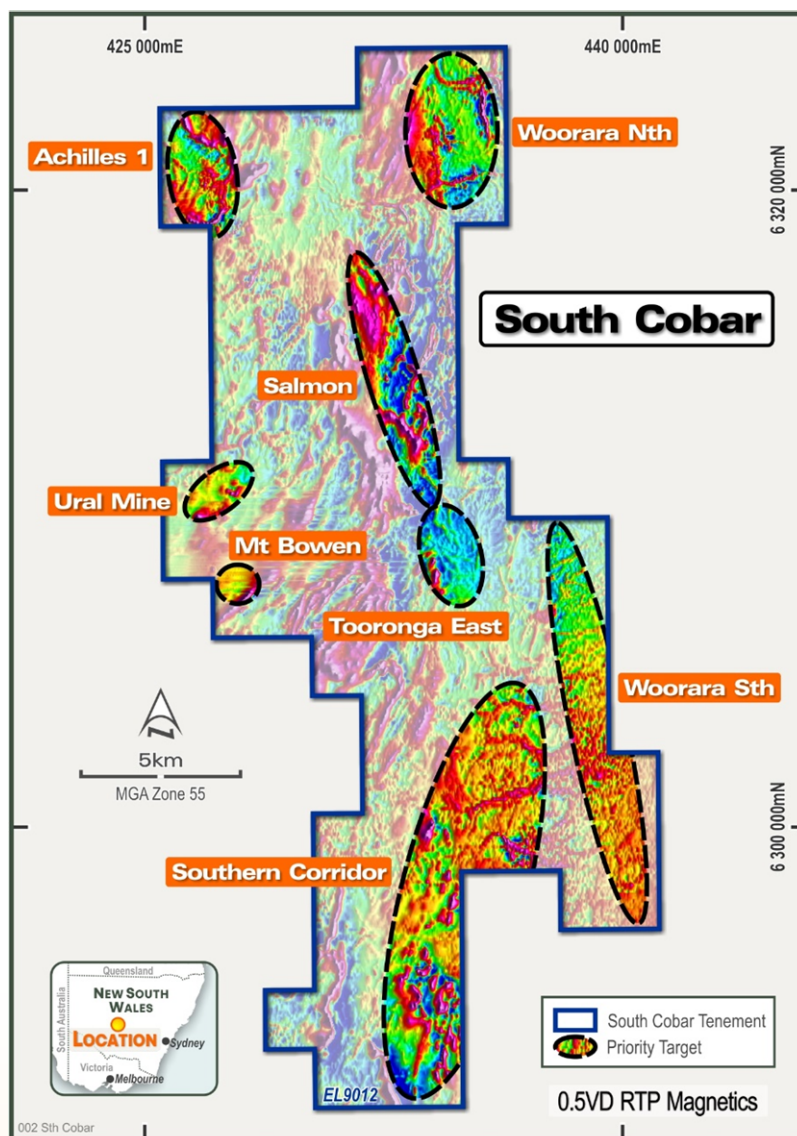 425 000mE
440 000mE
Achilles 1
Woorara Nth
6 320 000mN
South Cobar
Salmon
Ural Mine
Mt Bowen
Tooronga East
Woorara Sth
N
5km
MGA Zone 55
6 300 000mN
Southern Corridor
Queensland
South Australia
NEW SOUTH
WALES
LOCATION
Sydney
Victoria
Melbourne
EL9012
South Cobar Tenement
Priority Target
0.5VD RTP Magnetics
002 Sth Cobar